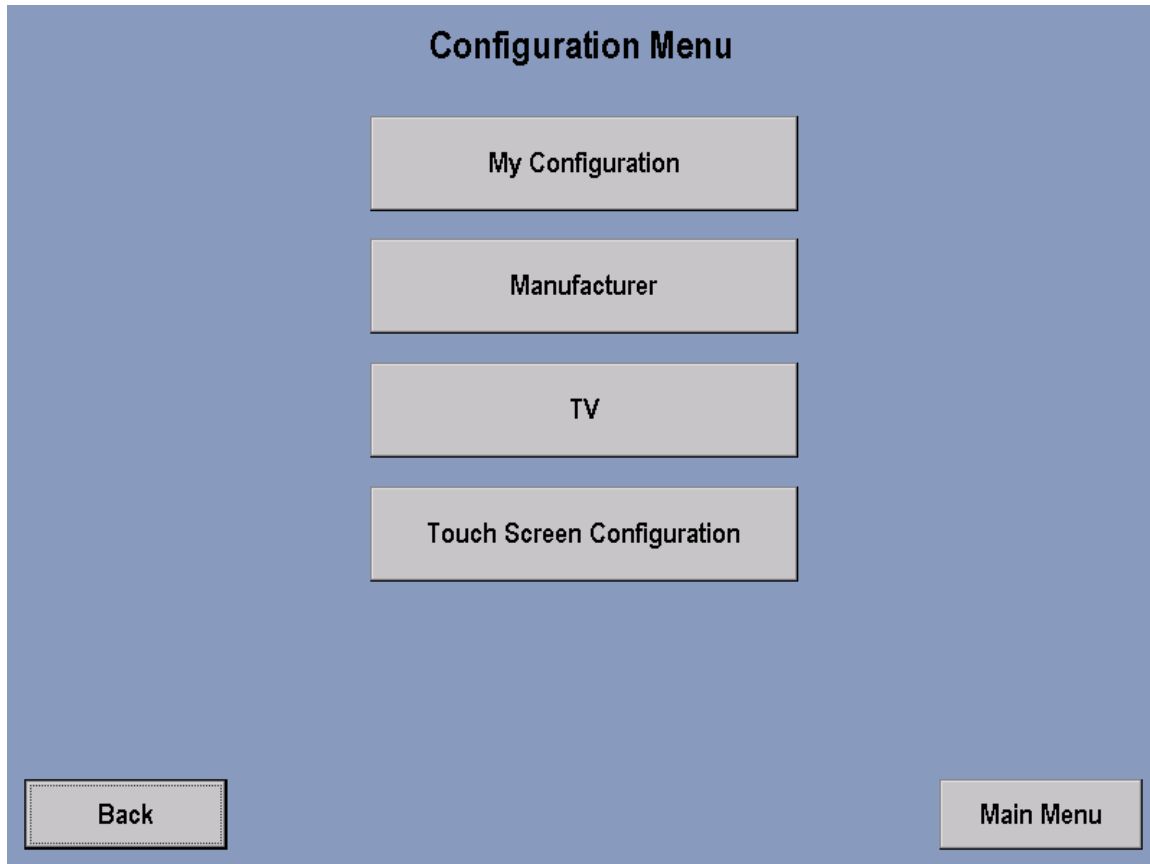 Configuration Menu
My Configuration
Manufacturer
TV
Touch Screen Configuration
Back
Main Menu